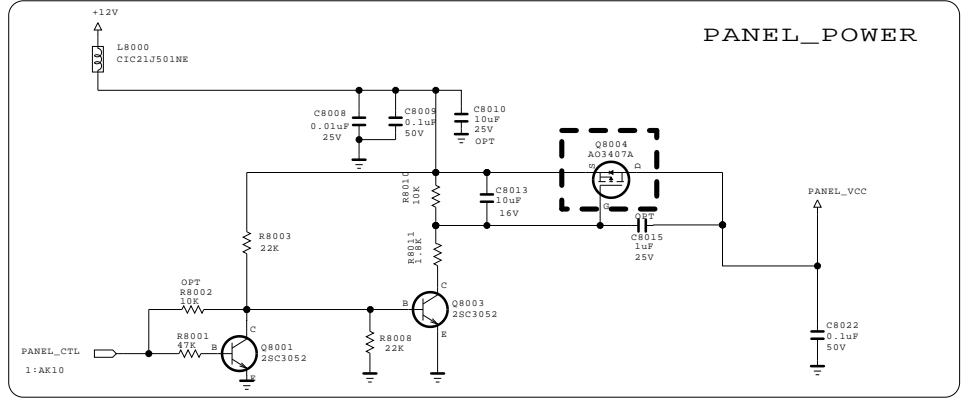 +12V
PANEL_POWER
L8000
CIC21J501NE
C8008
0.01uF
25V
C8009
0.1uF
50V
C8010
10uF
25V
OPT
Q8004
AO3407A
S
D
G
R8010
10K
C8013
10uF
16V
PANEL_VCC
OPT
C8015
1uF
25V
R8003
22K
R8011
1.8K
OPT
R8002
10K
C
B
Q8003
2SC3052
E
R8001
47K
B
C
Q8001
2SC3052
E
R8008
22K
C8022
0.1uF
50V
PANEL_CTL
1:AK10